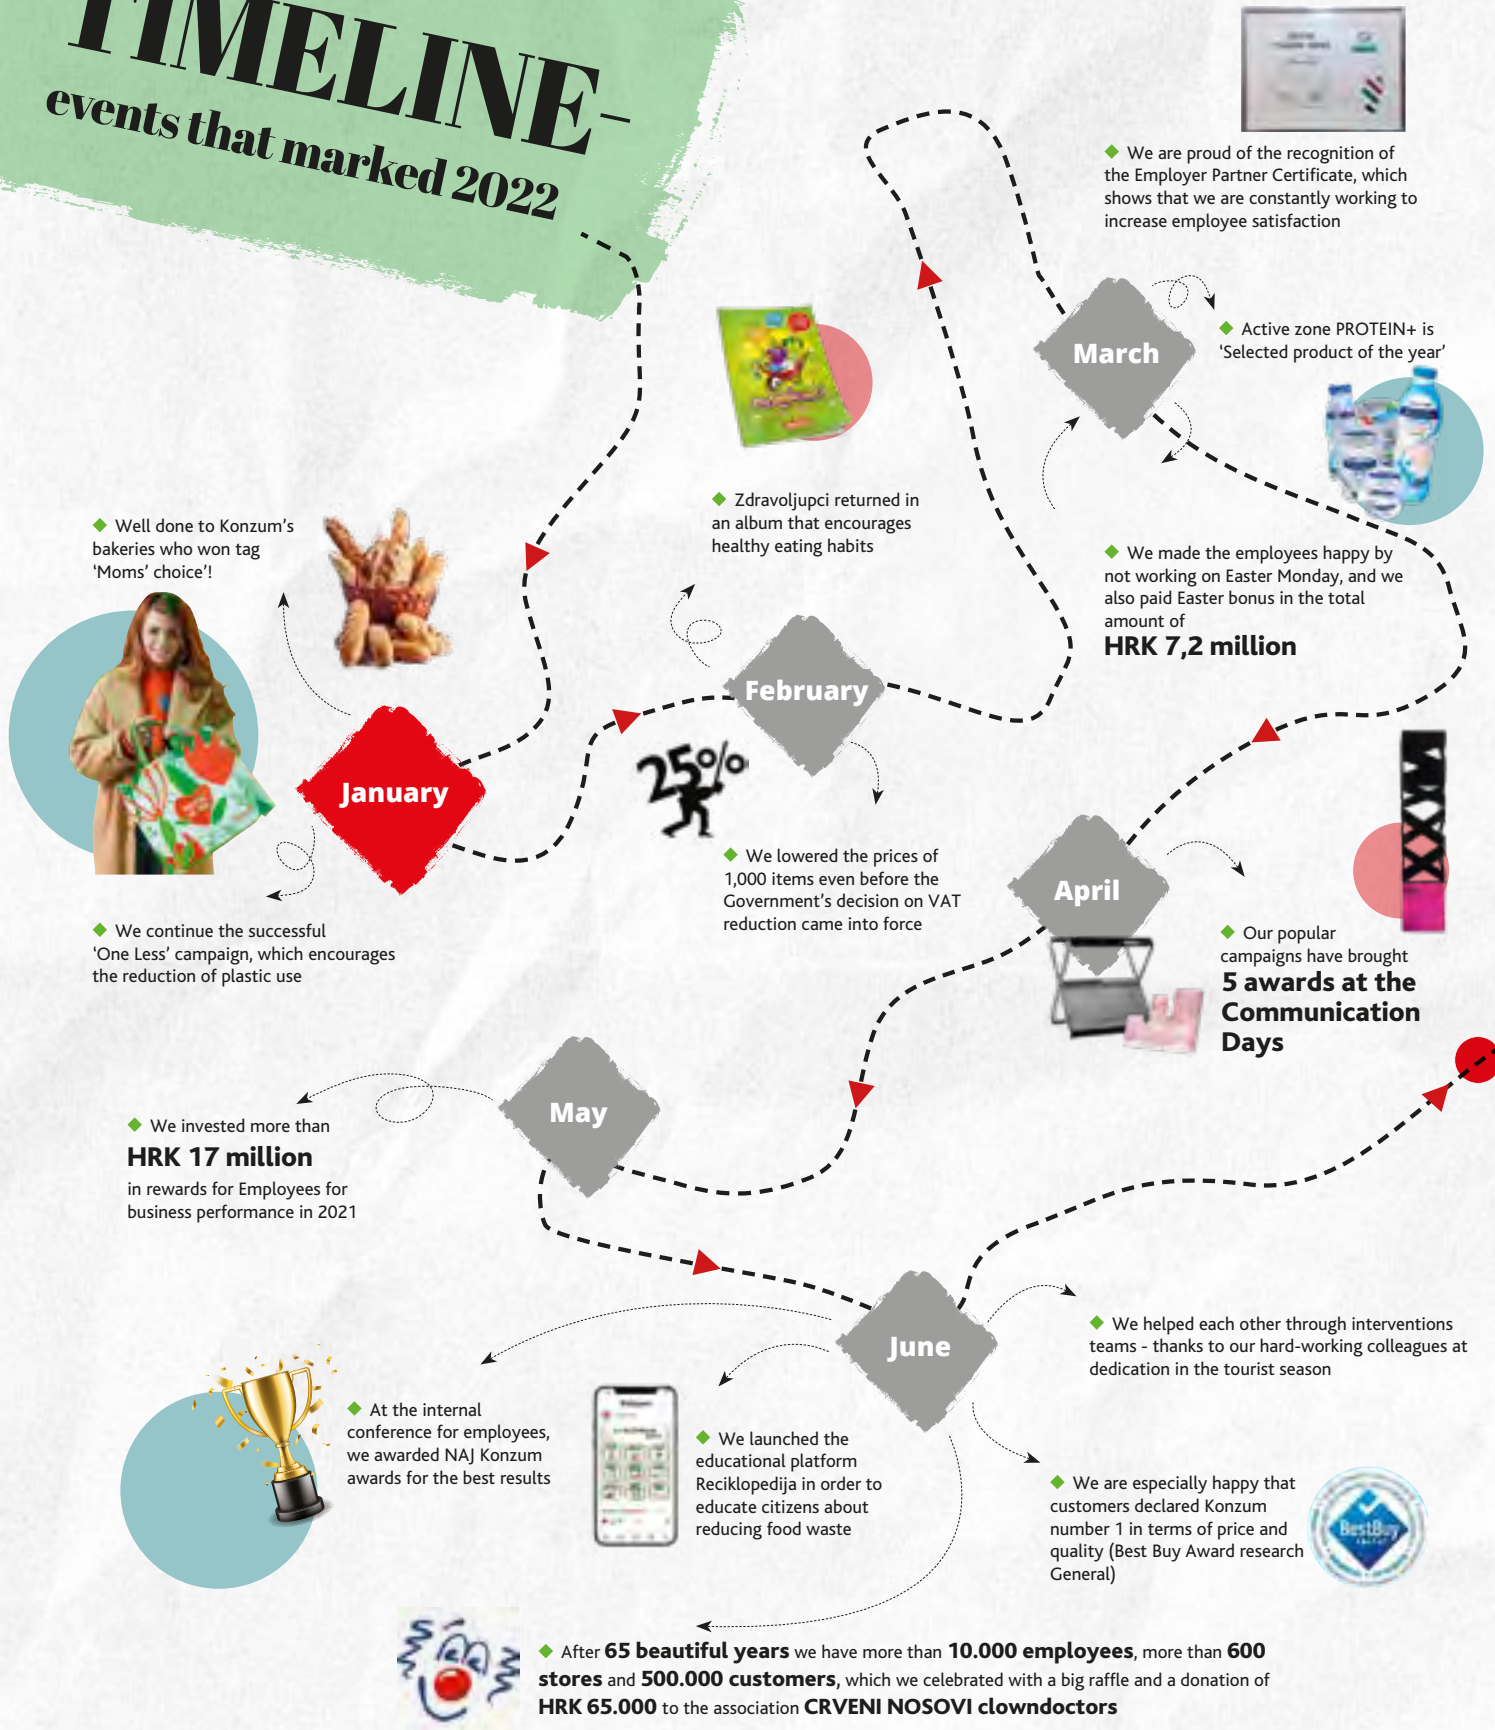 TIMELINE-
events that marked 2022
We are proud of the recognition of
the Employer Partner Certificate, which
shows that we are constantly working to
increase employee satisfaction
March
Active zone PROTEIN+ is
‘Selected product of the year’
Zdravoljupci returned in
an album that encourages
healthy eating habits
Well done to Konzum’s
bakeries who won tag
‘Moms’ choice’!
We made the employees happy by
not working on Easter Monday, and we
also paid Easter bonus in the total
amount of
HRK 7,2 million
February
January
25%
We lowered the prices of
1,000 items even before the
Government’s decision on VAT
reduction came into force
April
We continue the successful
‘One Less’ campaign, which encourages
the reduction of plastic use
Our popular
campaigns have brought
5 awards at the
Communication
Days
May
We invested more than
HRK 17 million
in rewards for Employees for
business performance in 2021
June
We helped each other through interventions
teams - thanks to our hard-working colleagues at
dedication in the tourist season
At the internal
conference for employees,
we awarded NAJ Konzum
awards for the best results
We launched the
educational platform
Reciklopedija in order to
educate citizens about
reducing food waste
We are especially happy that
customers declared Konzum
number 1 in terms of price and
quality (Best Buy Award research
General)
BestBuy
After 65 beautiful years we have more than 10.000 employees, more than 600
stores and 500.000 customers, which we celebrated with a big raffle and a donation of
HRK 65.000 to the association CRVENI NOSOVI clowndoctors